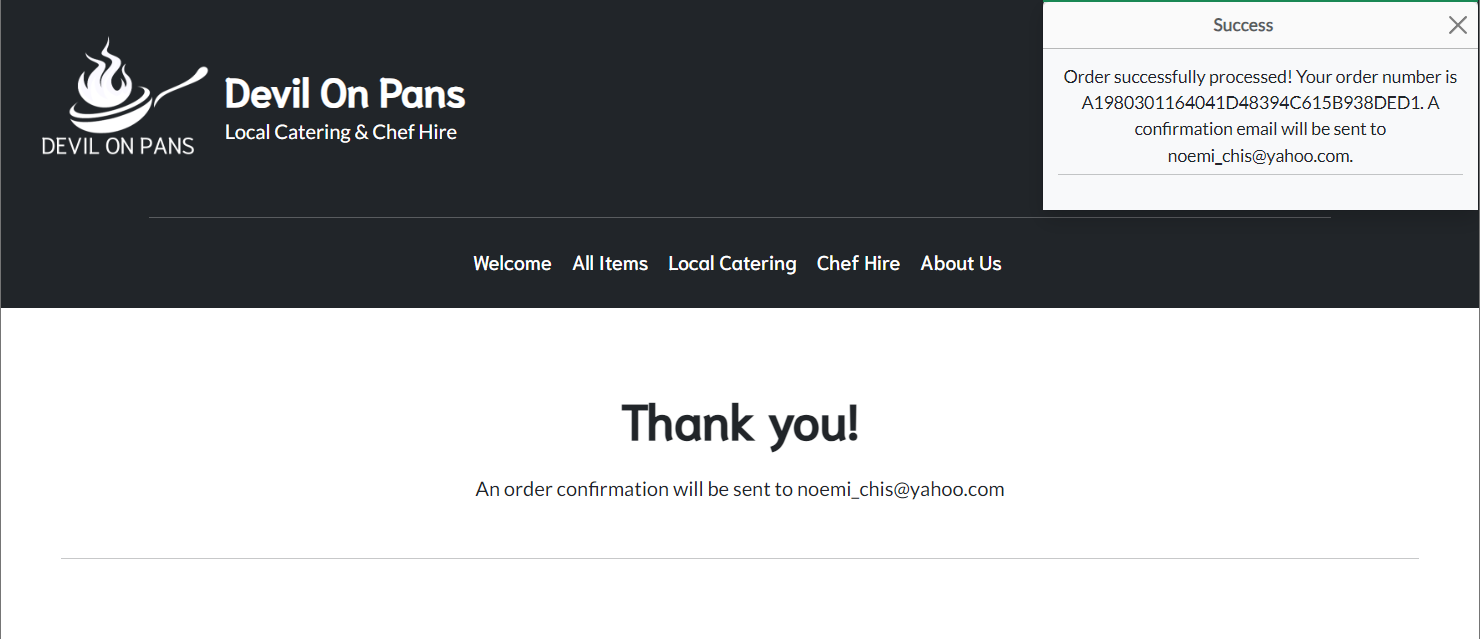 DEVIL ON PANS
Devil On Pans
Local Catering & Chef Hire
Success
Order successfully processed! Your order number is
A1980301164041D48394C615B938DED1. A
confirmation email will be sent to
noemi_chis@yahoo.com.
Welcome All Items Local Catering Chef Hire About Us
Thank you!
An order confirmation will be sent to noemi_chis@yahoo.com